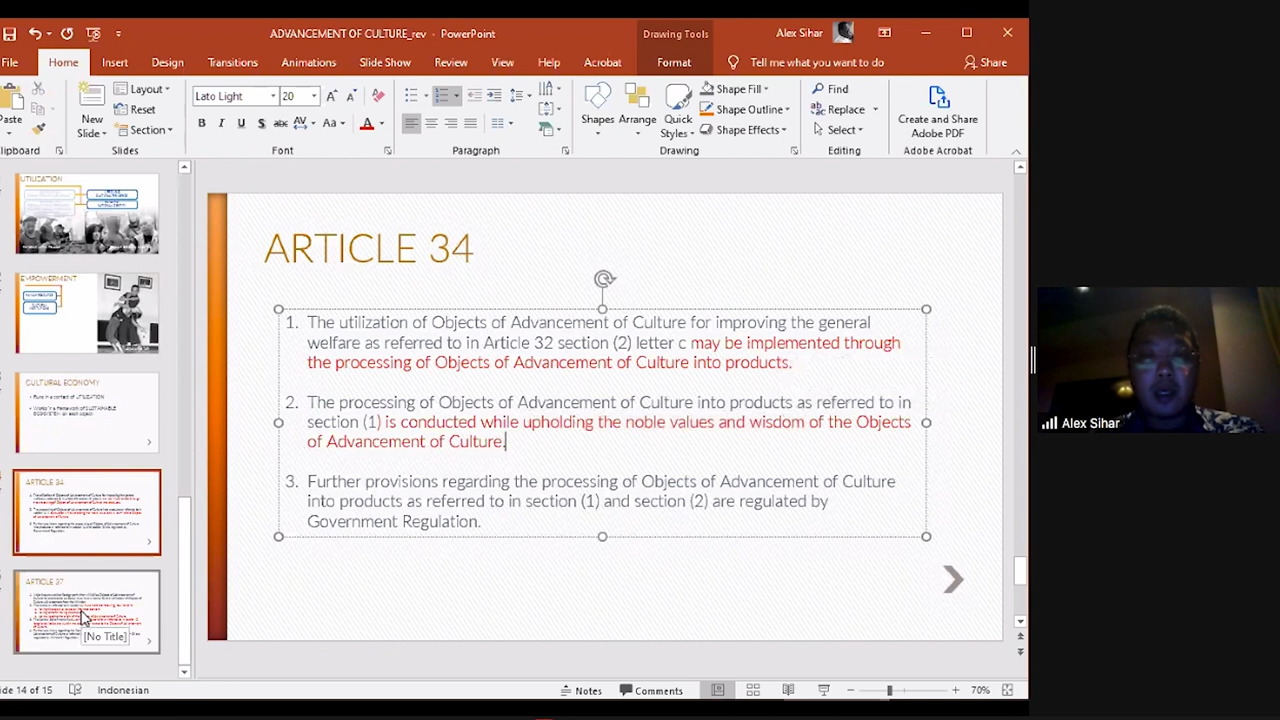 ADVANCEMENT OF CULTURE_rev - PowerPoint
Drawing Tools
Alex Sihar
File Home Insert Design Transitions Animations Slide Show Review View Help Acrobat Format Tell me what you want to do Share
Layout
Lato Light 20
Shape Fill
Find
New Slide
Reset
Shapes Arrange Quick Styles
Shape Outline
Replace
Create and Share Adobe PDF
Paste
Section
B I U S abc AV Aa A
Shape Effects
Select
lipboard Slides Font Paragraph Drawing Editing Adobe Acrobat
UTILIZATION
EMPOWERMENT
CULTURAL ECONOMY
ARTICLE 34
ARTICLE 37
[No Title]
ARTICLE 34
1. The utilization of Objects of Advancement of Culture for improving the general
welfare as referred to in Article 32 section (2) letter c may be implemented through
the processing of Objects of Advancement of Culture into products.
2. The processing of Objects of Advancement of Culture into products as referred to in
section (1) is conducted while upholding the noble values and wisdom of the Objects
of Advancement of Culture.
3. Further provisions regarding the processing of Objects of Advancement of Culture
into products as referred to in section (1) and section (2) are regulated by
Government Regulation.
Alex Sihar
ide 14 of 15 Indonesian Notes Comments 70%